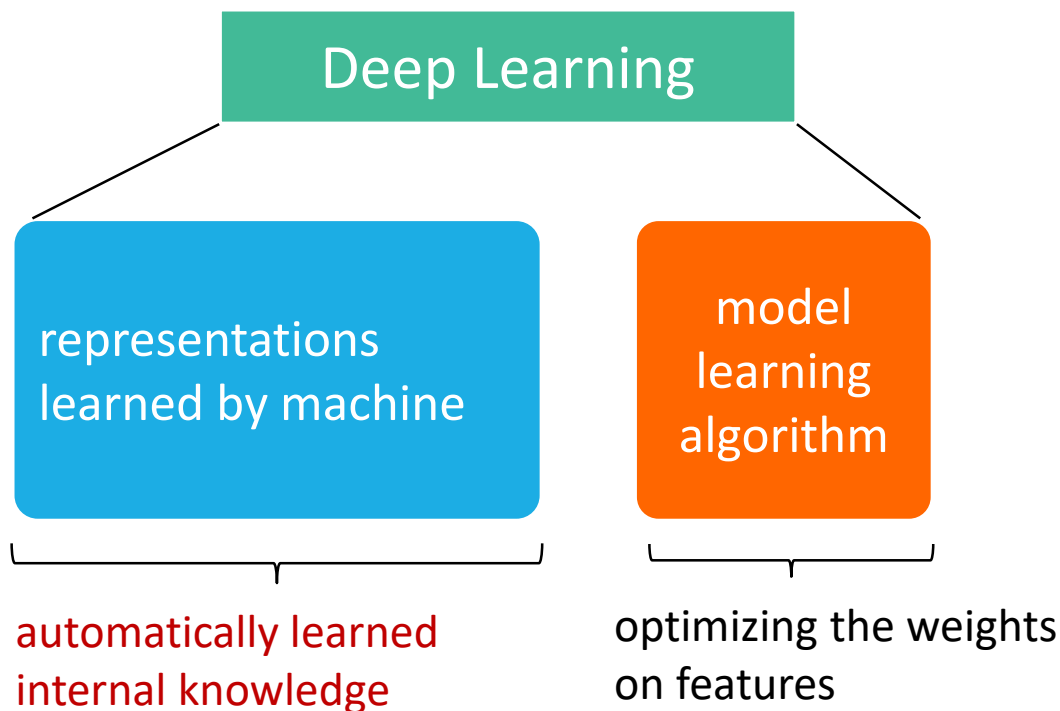 Deep Learning
representations
learned by machine
model
learning
algorithm
automatically learned
internal knowledge
optimizing the weights
on features